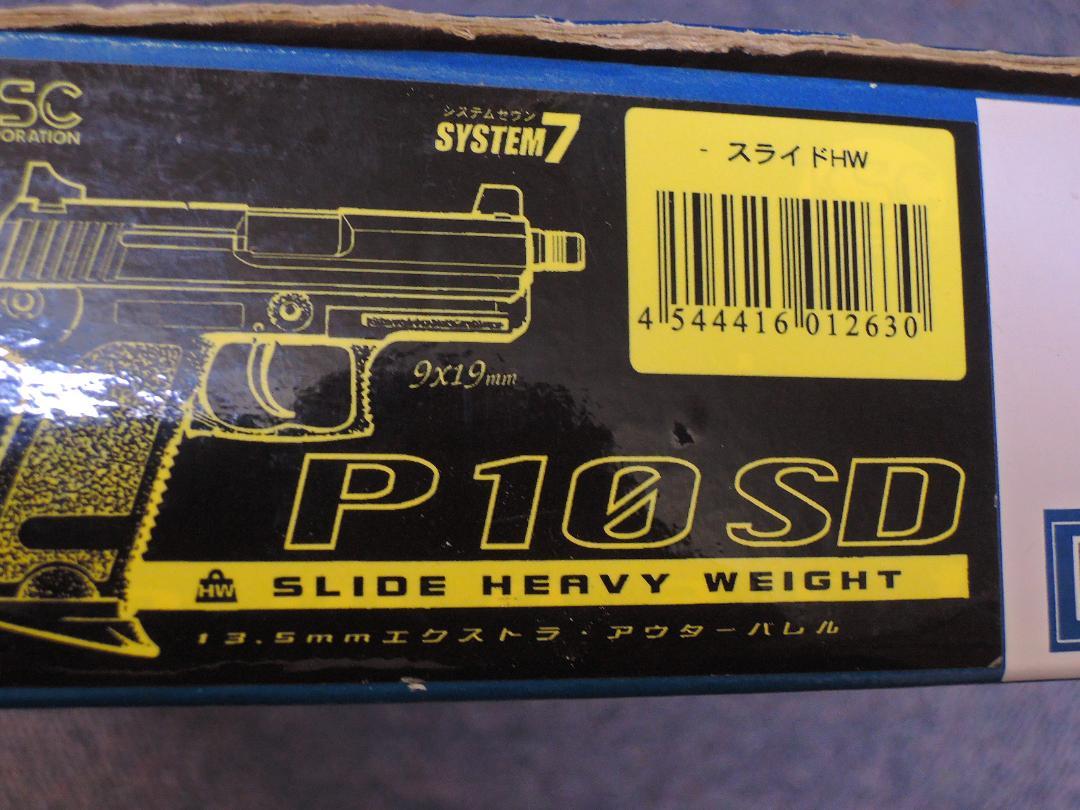 SC
ORATION
システムセヴン
SYSTEM7
- スライドHW
4 544416 012630
9x19mm
P10SD
HW SLIDE HEAVY WEIGHT
13.5mmエクストラ・アウターバレル